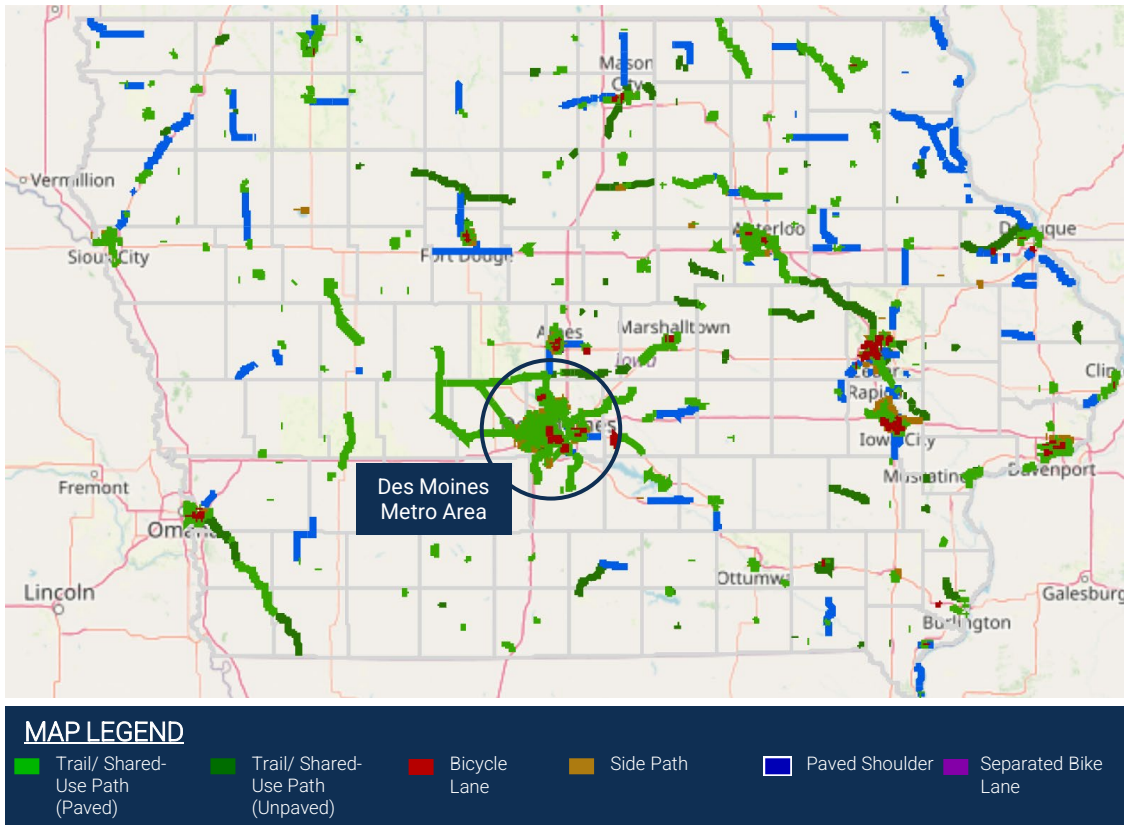 Mason
City
Vermillion
Sioux City
Fort Dodge
Waterloo
Dubuque
Ames
Marshalltown
Iowa
Cedar
Rapids
Clin
Iowa City
Des Moines
Metro Area
Fremont
Muscatine
Davenport
Omaha
Ottumwa
Lincoln
Galesburg
Burlington
MAP LEGEND
Trail/ Shared-
Use Path
(Paved)
Trail/ Shared-
Use Path
(Unpaved)
Bicycle
Lane
Side Path
Paved Shoulder
Separated Bike
Lane